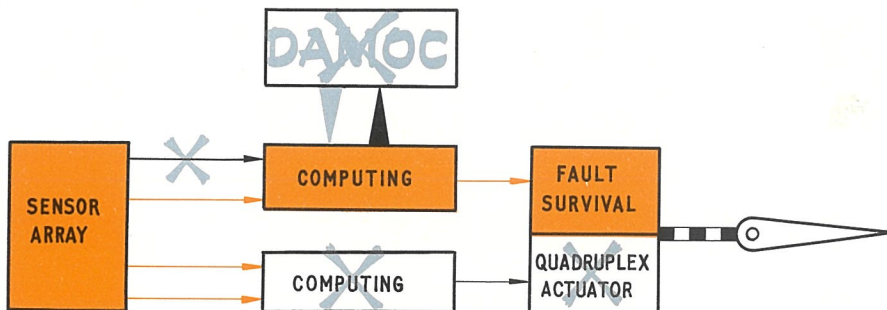 DAMOC
SENSOR
ARRAY
COMPUTING
FAULT
SURVIVAL
COMPUTING
QUADRUPLEX
ACTUATOR